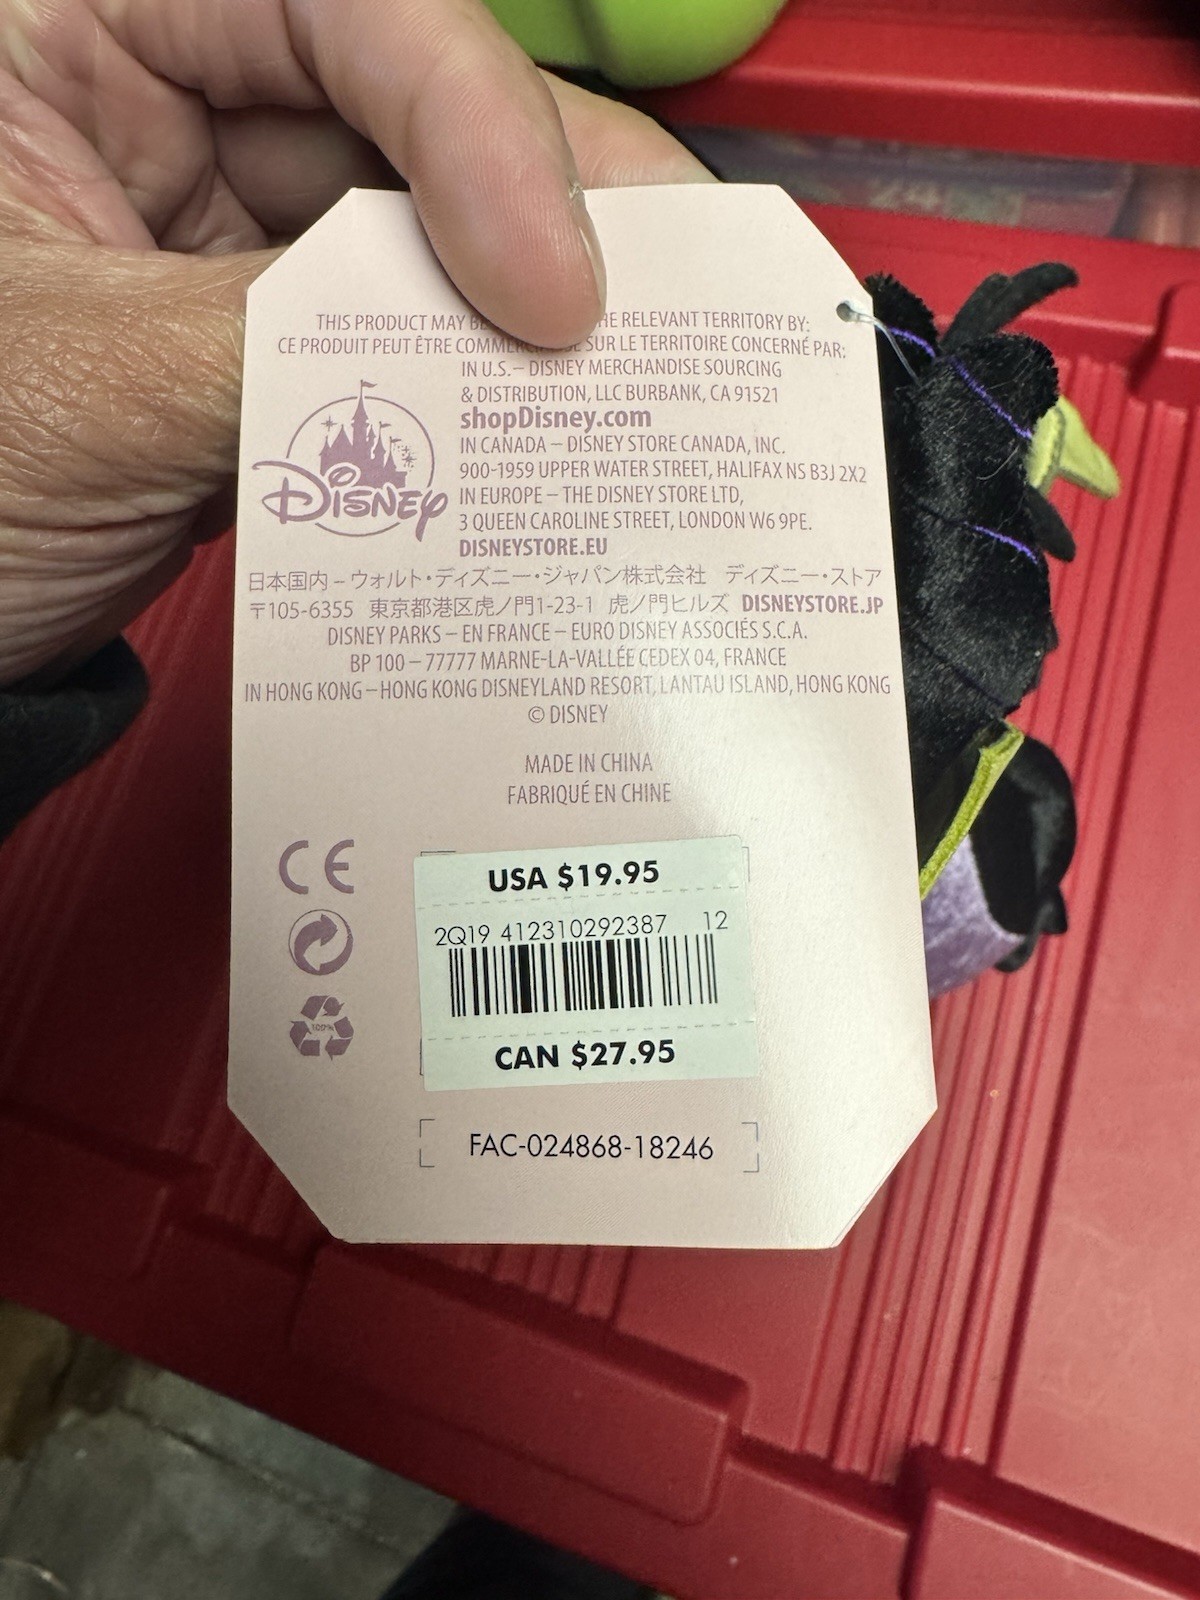 THIS PRODUCT MAY BE RELEVANT TERRITORY BY:
CE PRODUIT PEUT ÊTRE SUR LE TERRITOIRE CONCERNÉ PAR:
IN U.S.– DISNEY MERCHANDISE SOURCING
& DISTRIBUTION, LLC BURBANK, CA 91521
shopDisney.com
IN CANADA – DISNEY STORE CANADA, INC.
900-1959 UPPER WATER STREET, HALIFAX NS B3J 2X2
IN EUROPE – THE DISNEY STORE LTD,
3 QUEEN CAROLINE STREET, LONDON W6 9PE.
DISNEYSTORE.EU
Disney
日本国内 – ウォルト・ディズニー・ジャパン株式会社 ディズニー・ストア
〒105-6355 東京都港区虎ノ門1-23-1 虎ノ門ヒルズ DISNEYSTORE.JP
DISNEY PARKS – EN FRANCE – EURO DISNEY ASSOCIÉS S.C.A.
BP 100 – 77777 MARNE-LA-VALLÉE CEDEX 04, FRANCE
IN HONG KONG – HONG KONG DISNEYLAND RESORT, LANTAU ISLAND, HONG KONG
© DISNEY
MADE IN CHINA
FABRIQUÉ EN CHINE
CE
100%
USA $19.95
2Q19 412310292387 12
CAN $27.95
FAC-024868-18246